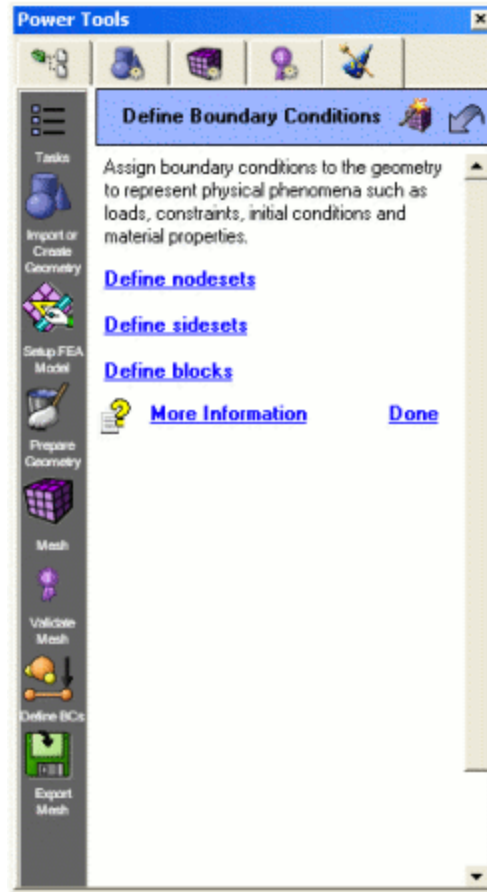 Power Tools
Define Boundary Conditions
Tasks
Import or
Create
Geometry
Setup FEA
Model
Prepare
Geometry
Mesh
Validate
Mesh
Define BCs
Export
Mesh
Assign boundary conditions to the geometry
to represent physical phenomena such as
loads, constraints, initial conditions and
material properties.
Define nodesets
Define sidesets
Define blocks
More Information Done